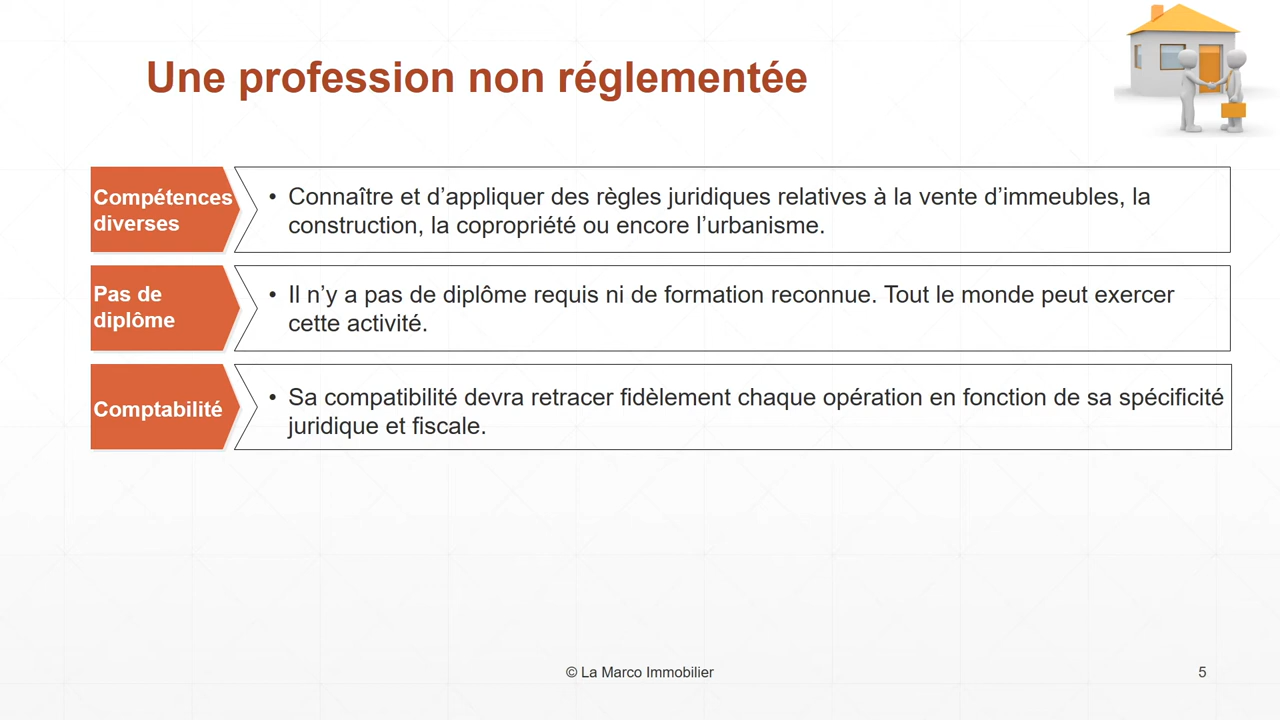 Une profession non réglementée
Compétences
diverses
• Connaître et d’appliquer des règles juridiques relatives à la vente d’immeubles, la
construction, la copropriété ou encore l’urbanisme.
Pas de
diplôme
• Il n’y a pas de diplôme requis ni de formation reconnue. Tout le monde peut exercer
cette activité.
Comptabilité
• Sa compatibilité devra retracer fidèlement chaque opération en fonction de sa spécificité
juridique et fiscale.
© La Marco Immobilier
5